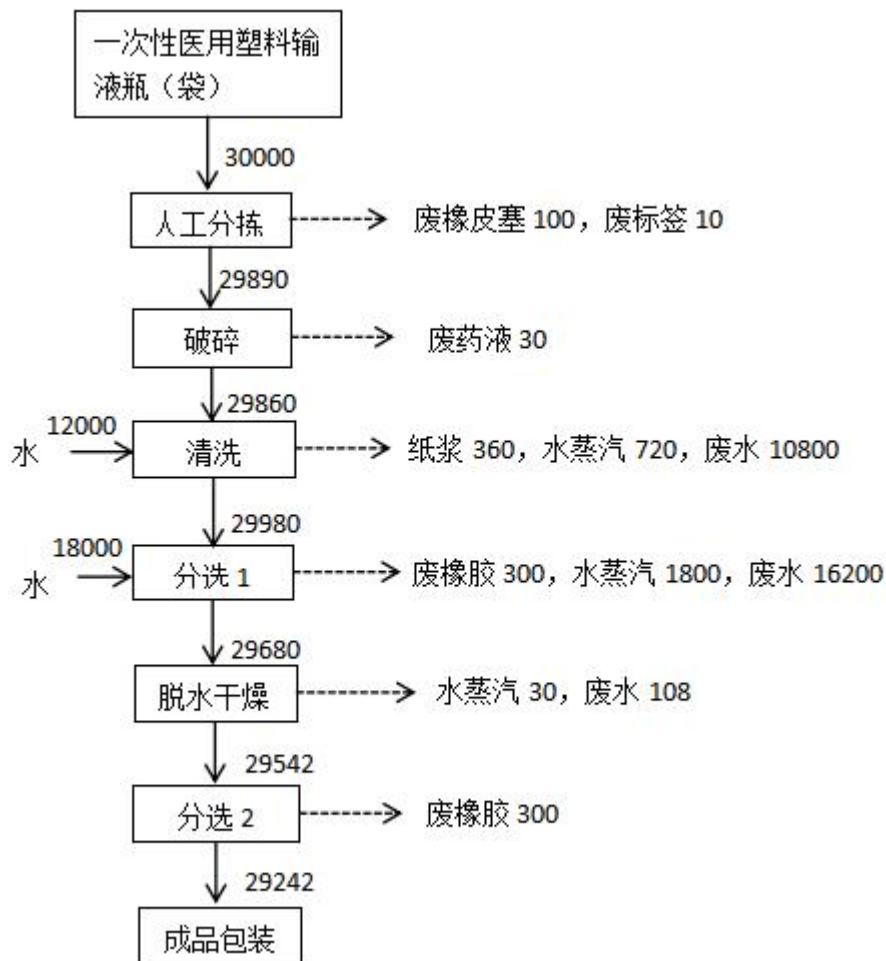 一次性医用塑料输
液瓶（袋）
30000
人工分拣
废橡皮塞 100，废标签 10
29890
破碎
废药液 30
29860
水
12000
清洗
纸浆 360，水蒸汽 720，废水 10800
29980
水
18000
分选 1
废橡胶 300，水蒸汽 1800，废水 16200
29680
脱水干燥
水蒸汽 30，废水 108
29542
分选 2
废橡胶 300
29242
成品包装